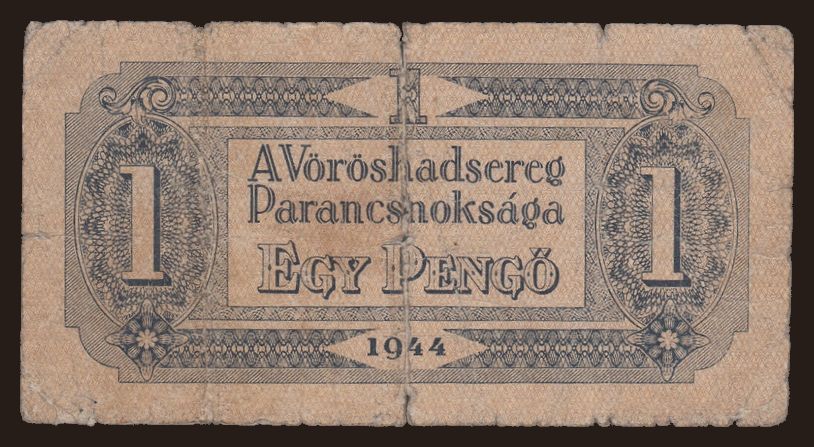 1
A Vöröshadsereg
Parancsnoksága
1 1
EGY PENGŐ
1944